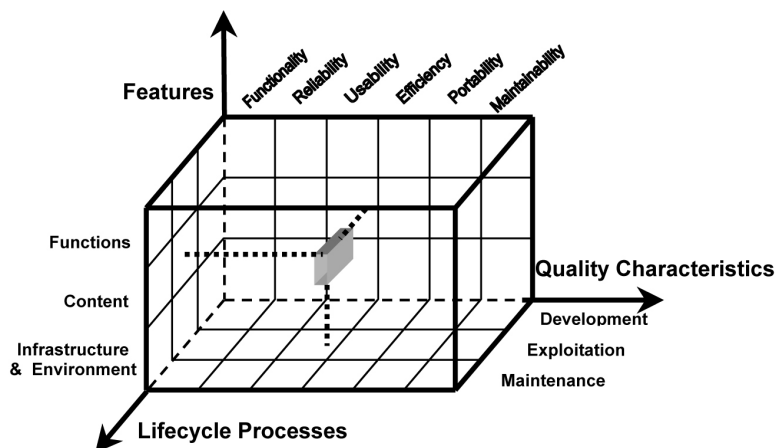 Features
Functionality
Reliability
Usability
Efficiency
Portability
Maintainability
Functions
Content
Infrastructure
& Environment
Quality Characteristics
Development
Exploitation
Maintenance
Lifecycle Processes